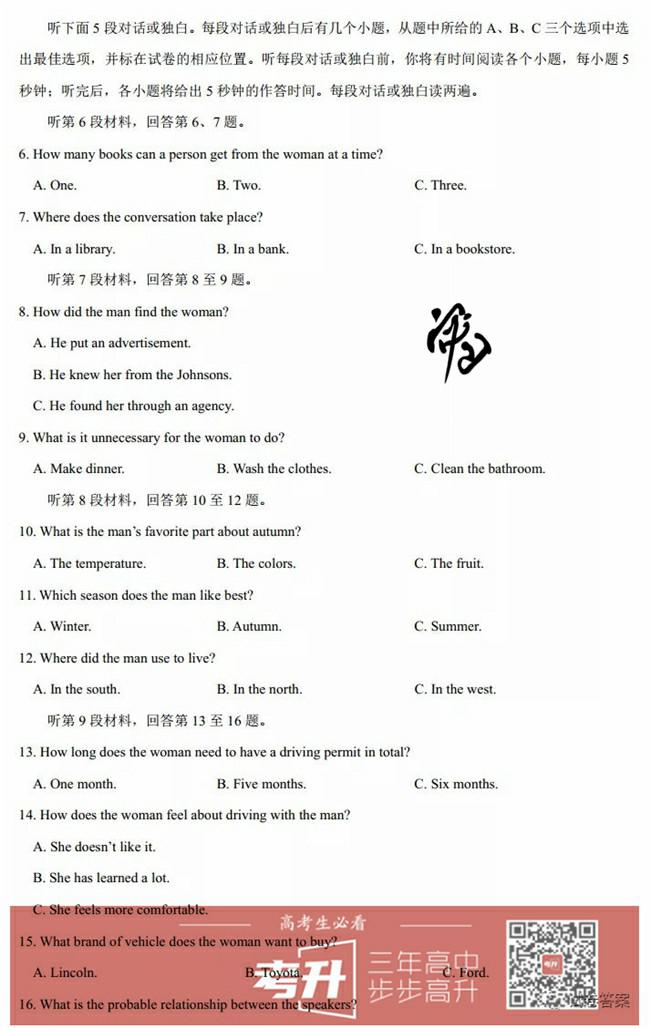 听下面 5 段对话或独白。每段对话或独白后有几个小题，从题中所给的 A、B、C 三个选项中选
出最佳选项，并标在试卷的相应位置。听每段对话或独白前，你将有时间阅读各个小题，每小题 5
秒钟；听完后，各小题将给出 5 秒钟的作答时间。每段对话或独白读两遍。
听第 6 段材料，回答第 6、7 题。
6. How many books can a person get from the woman at a time?
A. One. B. Two. C. Three.
7. Where does the conversation take place?
A. In a library. B. In a bank. C. In a bookstore.
听第 7 段材料，回答第 8 至 9 题。
8. How did the man find the woman?
A. He put an advertisement.
B. He knew her from the Johnsons.
C. He found her through an agency.
9. What is it unnecessary for the woman to do?
A. Make dinner. B. Wash the clothes. C. Clean the bathroom.
听第 8 段材料，回答第 10 至 12 题。
10. What is the man's favorite part about autumn?
A. The temperature. B. The colors. C. The fruit.
11. Which season does the man like best?
A. Winter. B. Autumn. C. Summer.
12. Where did the man use to live?
A. In the south. B. In the north. C. In the west.
听第 9 段材料，回答第 13 至 16 题。
13. How long does the woman need to have a driving permit in total?
A. One month. B. Five months. C. Six months.
14. How does the woman feel about driving with the man?
A. She doesn't like it.
B. She has learned a lot.
C. She feels more comfortable.
高考生必看
15. What brand of vehicle does the woman want to buy?
A. Lincoln. B. Toyota. C. Ford.
考升 三年高中
步步高升
考升
16. What is the probable relationship between the speakers?
答案